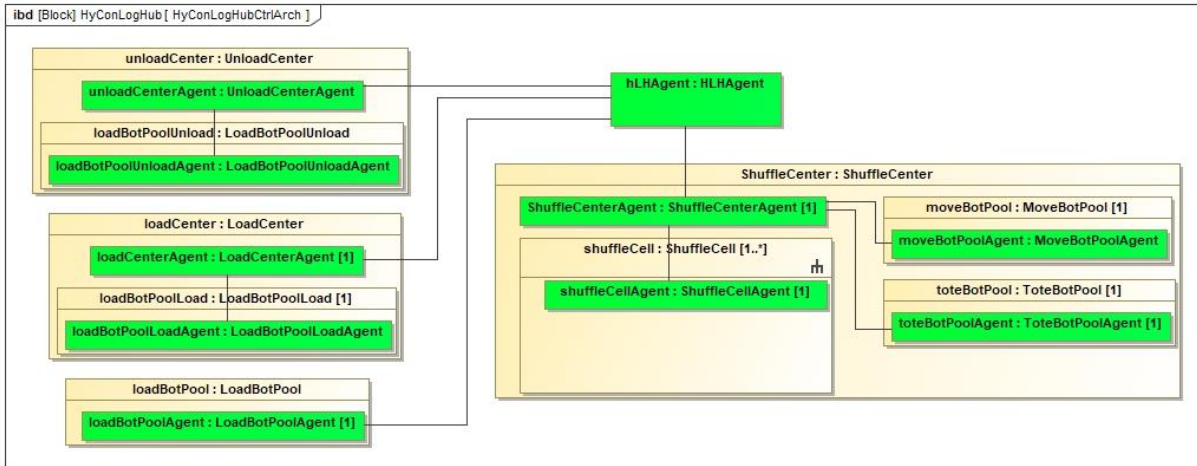 ibd [Block] HyConLogHub [ HyConLogHubCtrlArch ]
unloadCenter : UnloadCenter
unloadCenterAgent : UnloadCenterAgent
loadBotPoolUnload : LoadBotPoolUnload
loadBotPoolUnloadAgent : LoadBotPoolUnloadAgent
loadCenter : LoadCenter
loadCenterAgent : LoadCenterAgent [1]
loadBotPoolLoad : LoadBotPoolLoad [1]
loadBotPoolLoadAgent : LoadBotPoolLoadAgent
loadBotPool : LoadBotPool
loadBotPoolAgent : LoadBotPoolAgent [1]
hLHAgent : HLHAgent
ShuffleCenter : ShuffleCenter
ShuffleCenterAgent : ShuffleCenterAgent [1]
shuffleCell : ShuffleCell [1..*]
shuffleCellAgent : ShuffleCellAgent [1]
moveBotPool : MoveBotPool [1]
moveBotPoolAgent : MoveBotPoolAgent
toteBotPool : ToteBotPool [1]
toteBotPoolAgent : ToteBotPoolAgent [1]